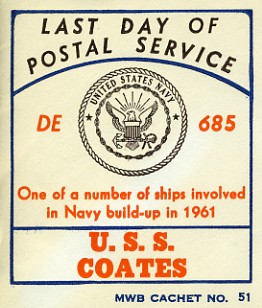 LAST DAY OF
POSTAL SERVICE
UNITED STATES NAVY
DE 685
One of a number of ships involved
in Navy build-up in 1961
U. S. S.
COATES
MWB CACHET NO. 51